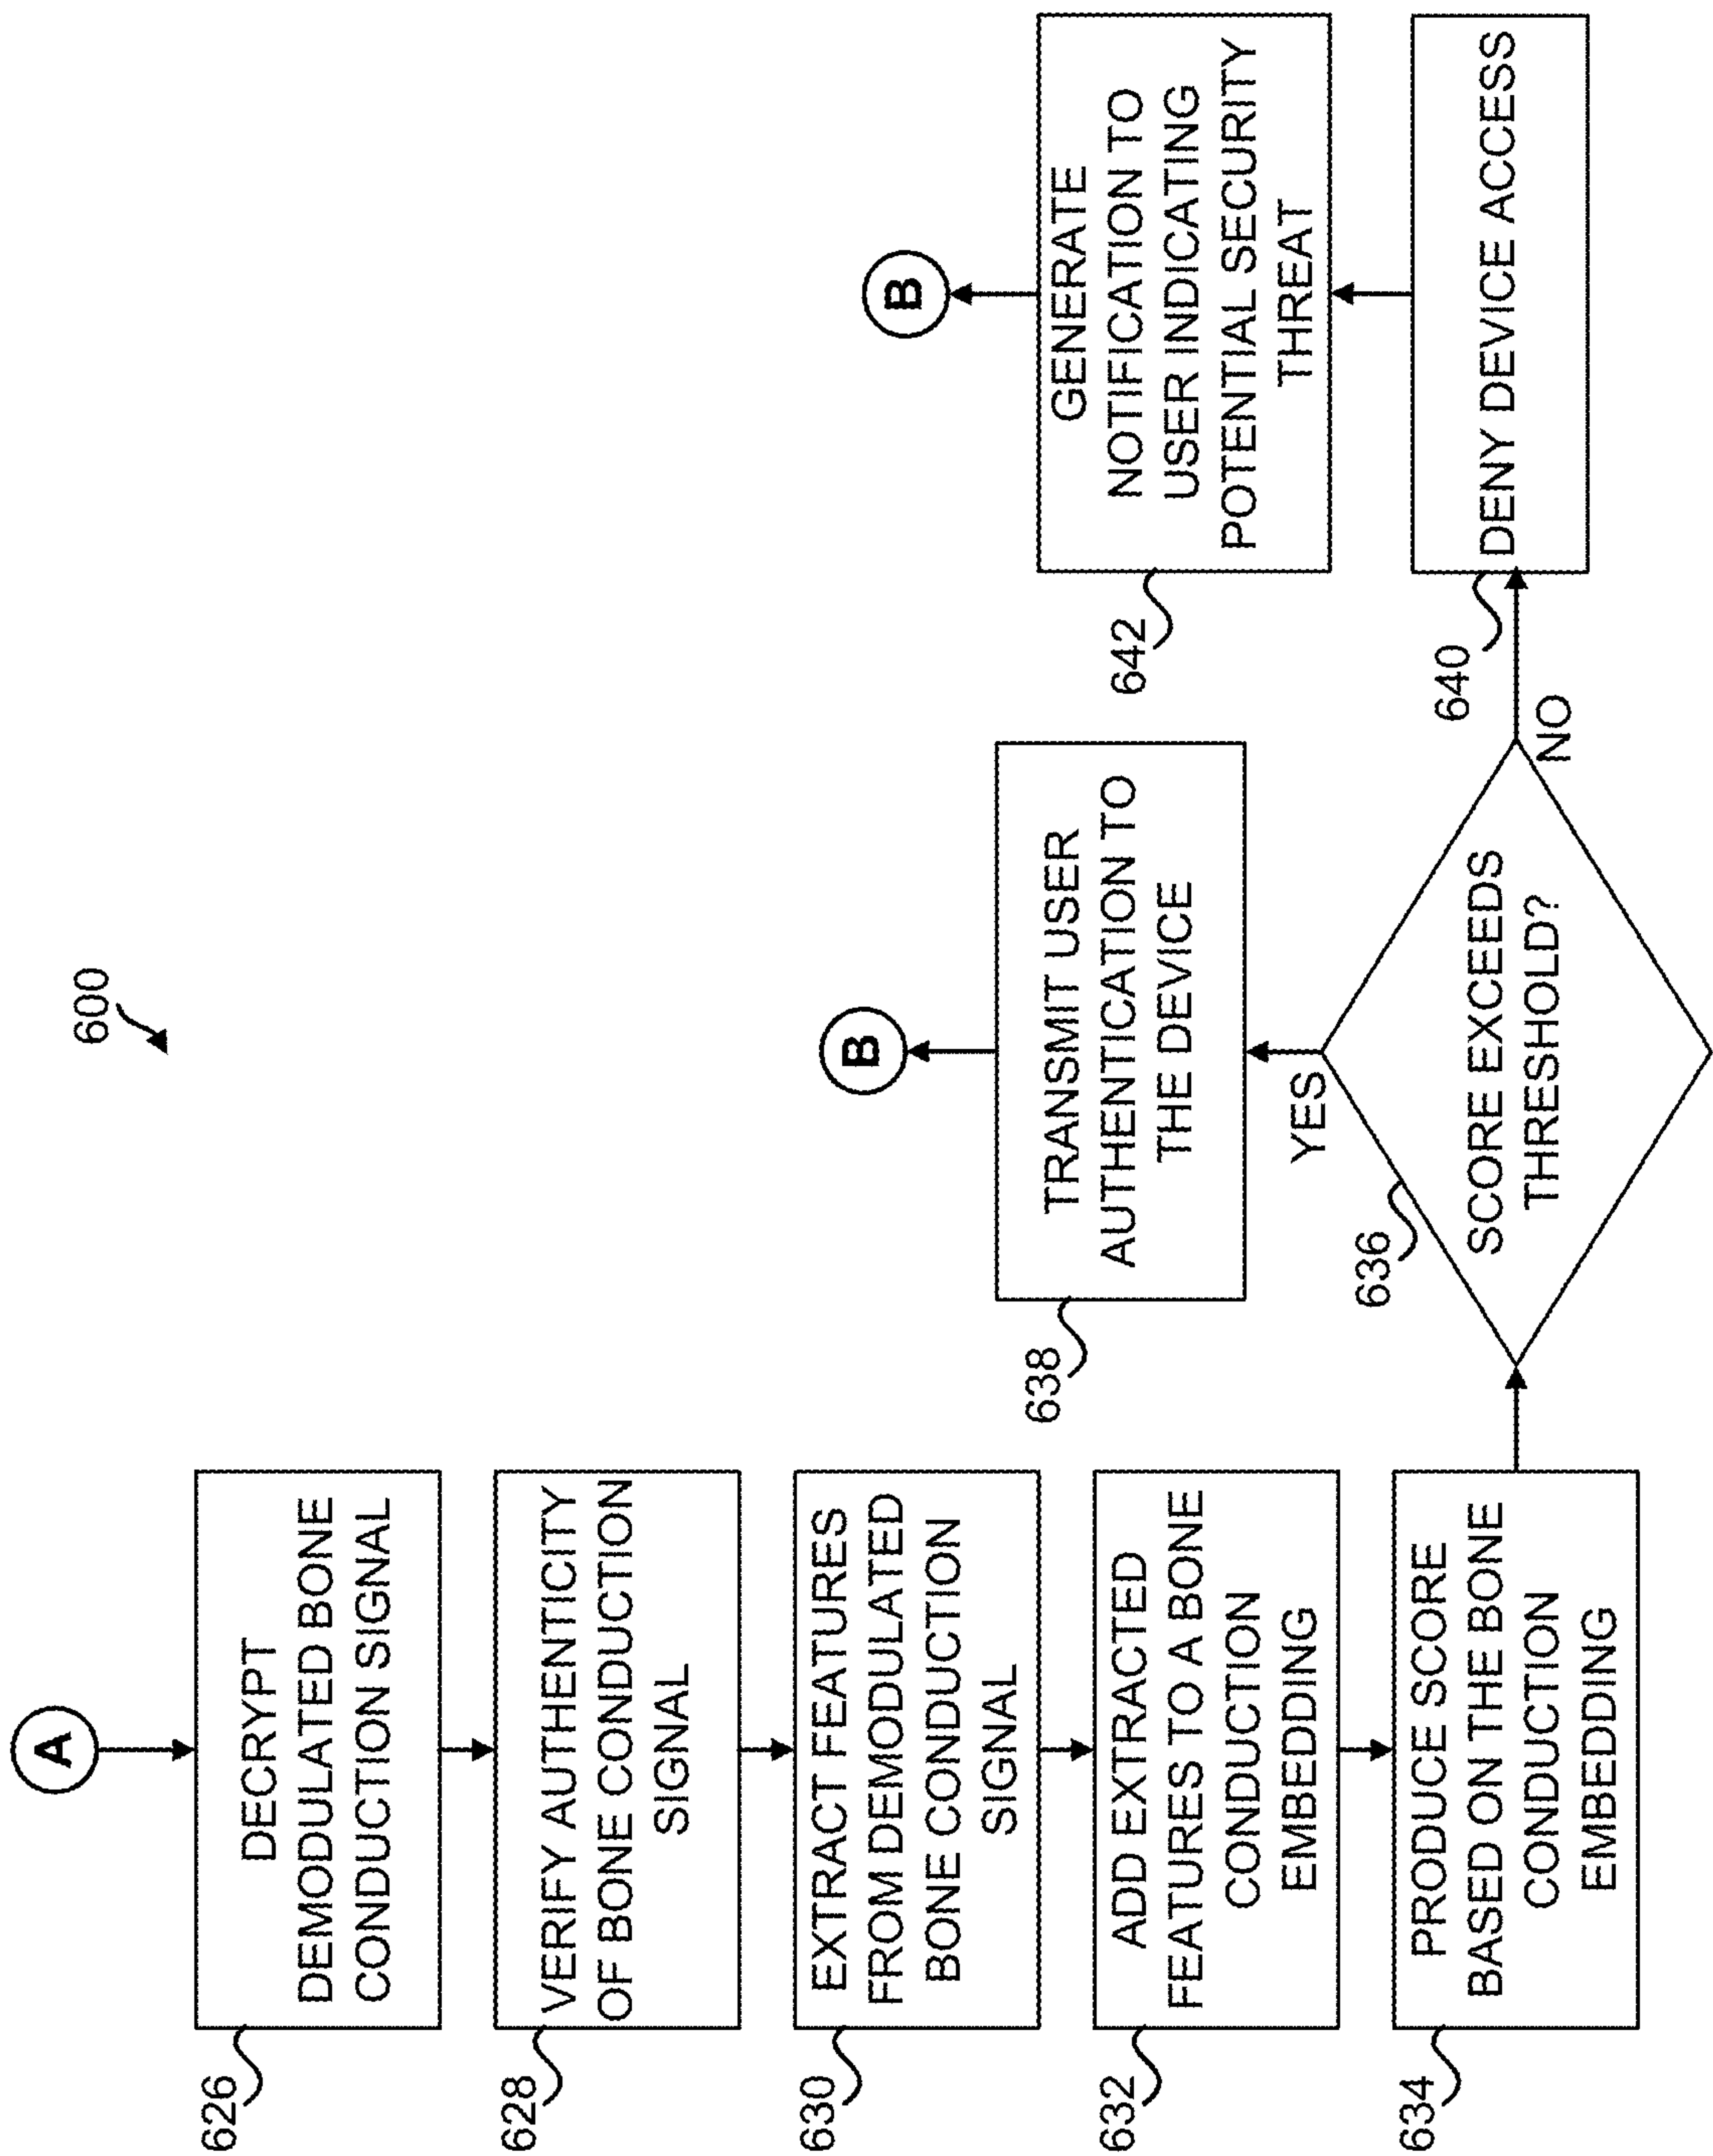 600
A
626
DECRYPT
DEMODULATED BONE
CONDUCTION SIGNAL
628
VERIFY AUTHENTICITY
OF BONE CONDUCTION
SIGNAL
630
EXTRACT FEATURES
FROM DEMODULATED
BONE CONDUCTION
SIGNAL
632
ADD EXTRACTED
FEATURES TO A BONE
CONDUCTION
EMBEDDING
634
PRODUCE SCORE
BASED ON THE BONE
CONDUCTION
EMBEDDING
636
SCORE EXCEEDS
THRESHOLD?
YES
638
TRANSMIT USER
AUTHENTICATION TO
THE DEVICE
B
NO
640
DENY DEVICE ACCESS
642
GENERATE
NOTIFICATION TO
USER INDICATING
POTENTIAL SECURITY
THREAT
B